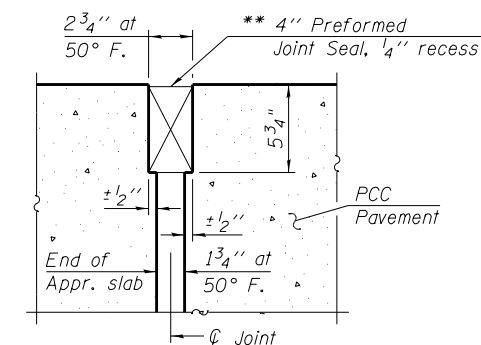 2 3/4" at
50° F.
** 4" Preformed
Joint Seal, 1/4" recess
5 3/4"
±1/2"
±1/2"
PCC
Pavement
End of
Appr. slab
1 3/4" at
50° F.
℄ Joint